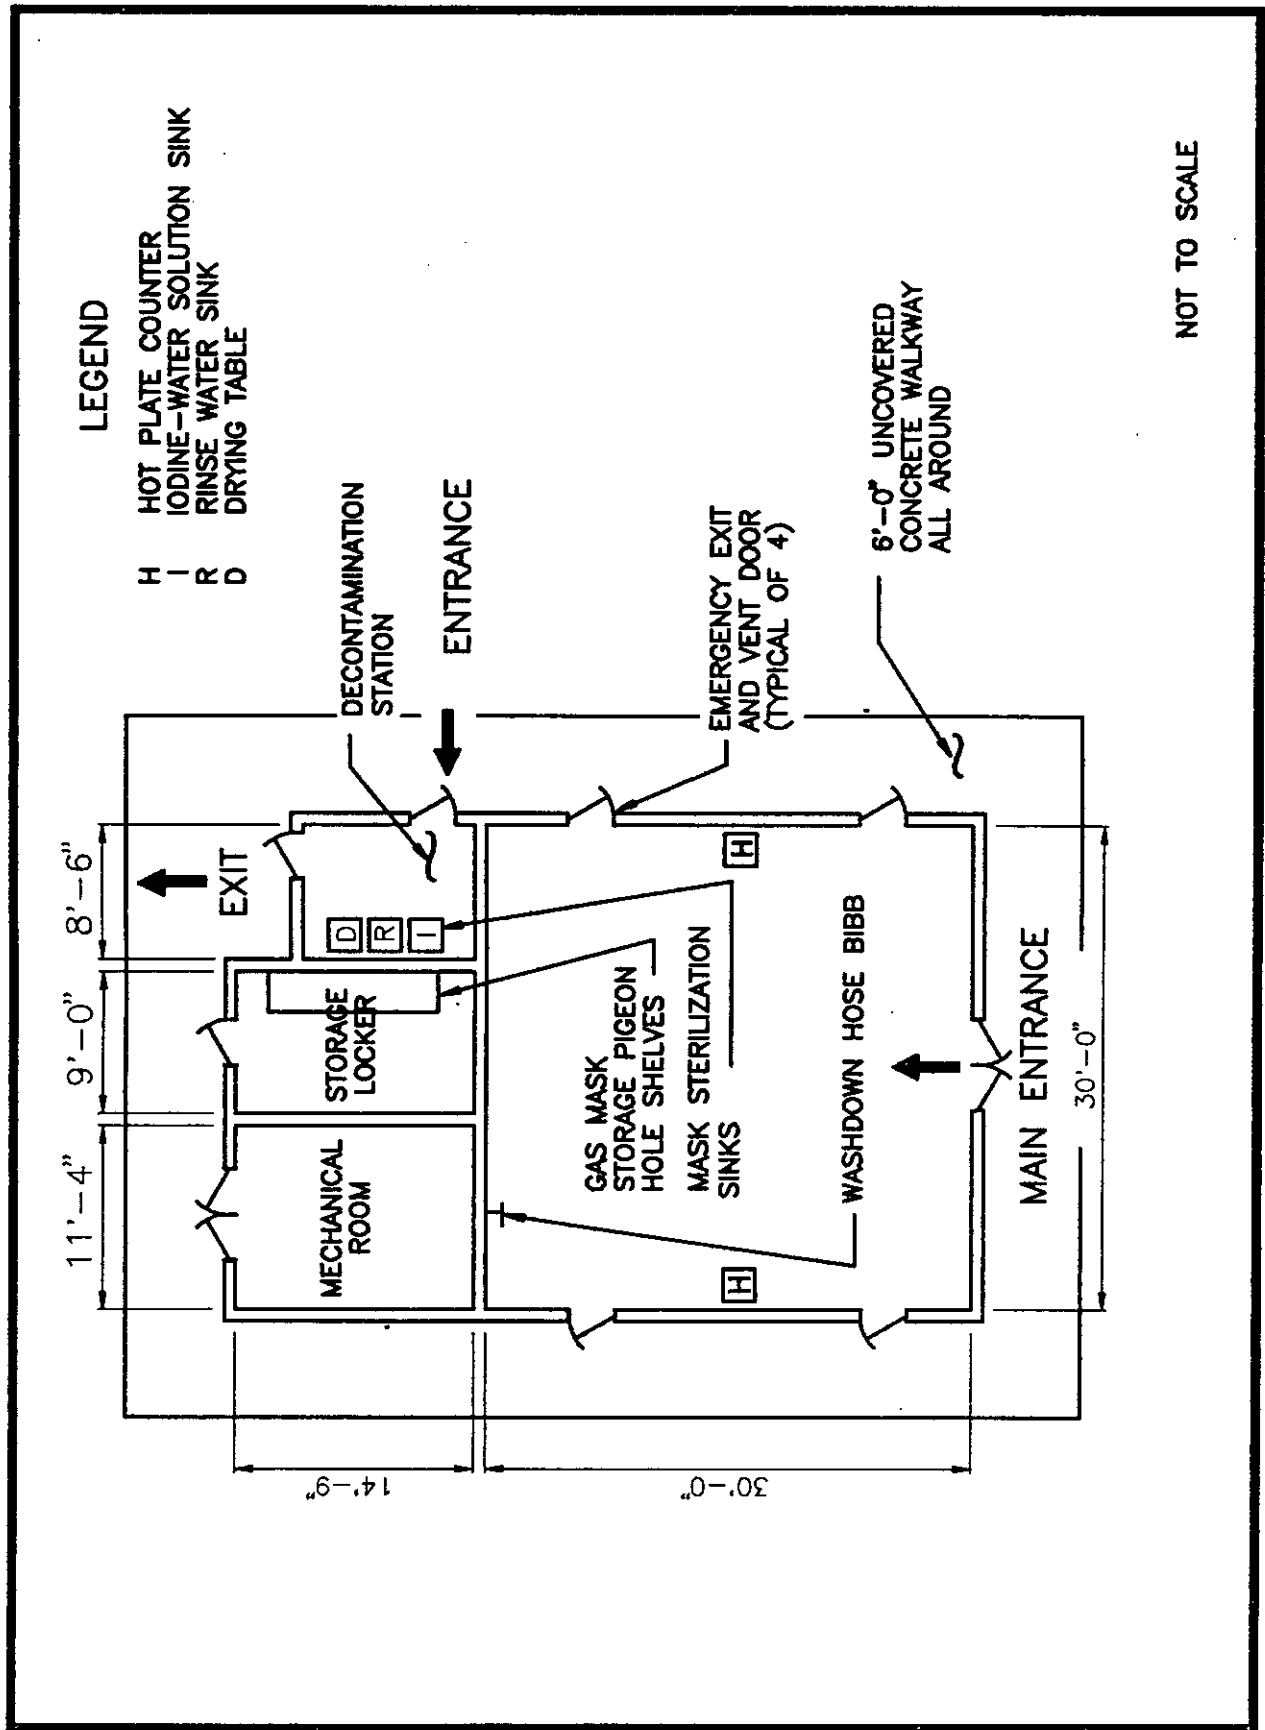 LEGEND
H HOT PLATE COUNTER
I IODINE-WATER SOLUTION SINK
R RINSE WATER SINK
D DRYING TABLE
11'-4"
9'-0"
8'-6"
EXIT
14'-9"
MECHANICAL
ROOM
STORAGE
LOCKER
D
R
I
DECONTAMINATION
STATION
ENTRANCE
30'-0"
GAS MASK
STORAGE PIGEON
HOLE SHELVES
MASK STERILIZATION
SINKS
H
H
WASHDOWN HOSE BIBB
EMERGENCY EXIT
AND VENT DOOR
(TYPICAL OF 4)
6'-0" UNCOVERED
CONCRETE WALKWAY
ALL AROUND
MAIN ENTRANCE
30'-0"
NOT TO SCALE